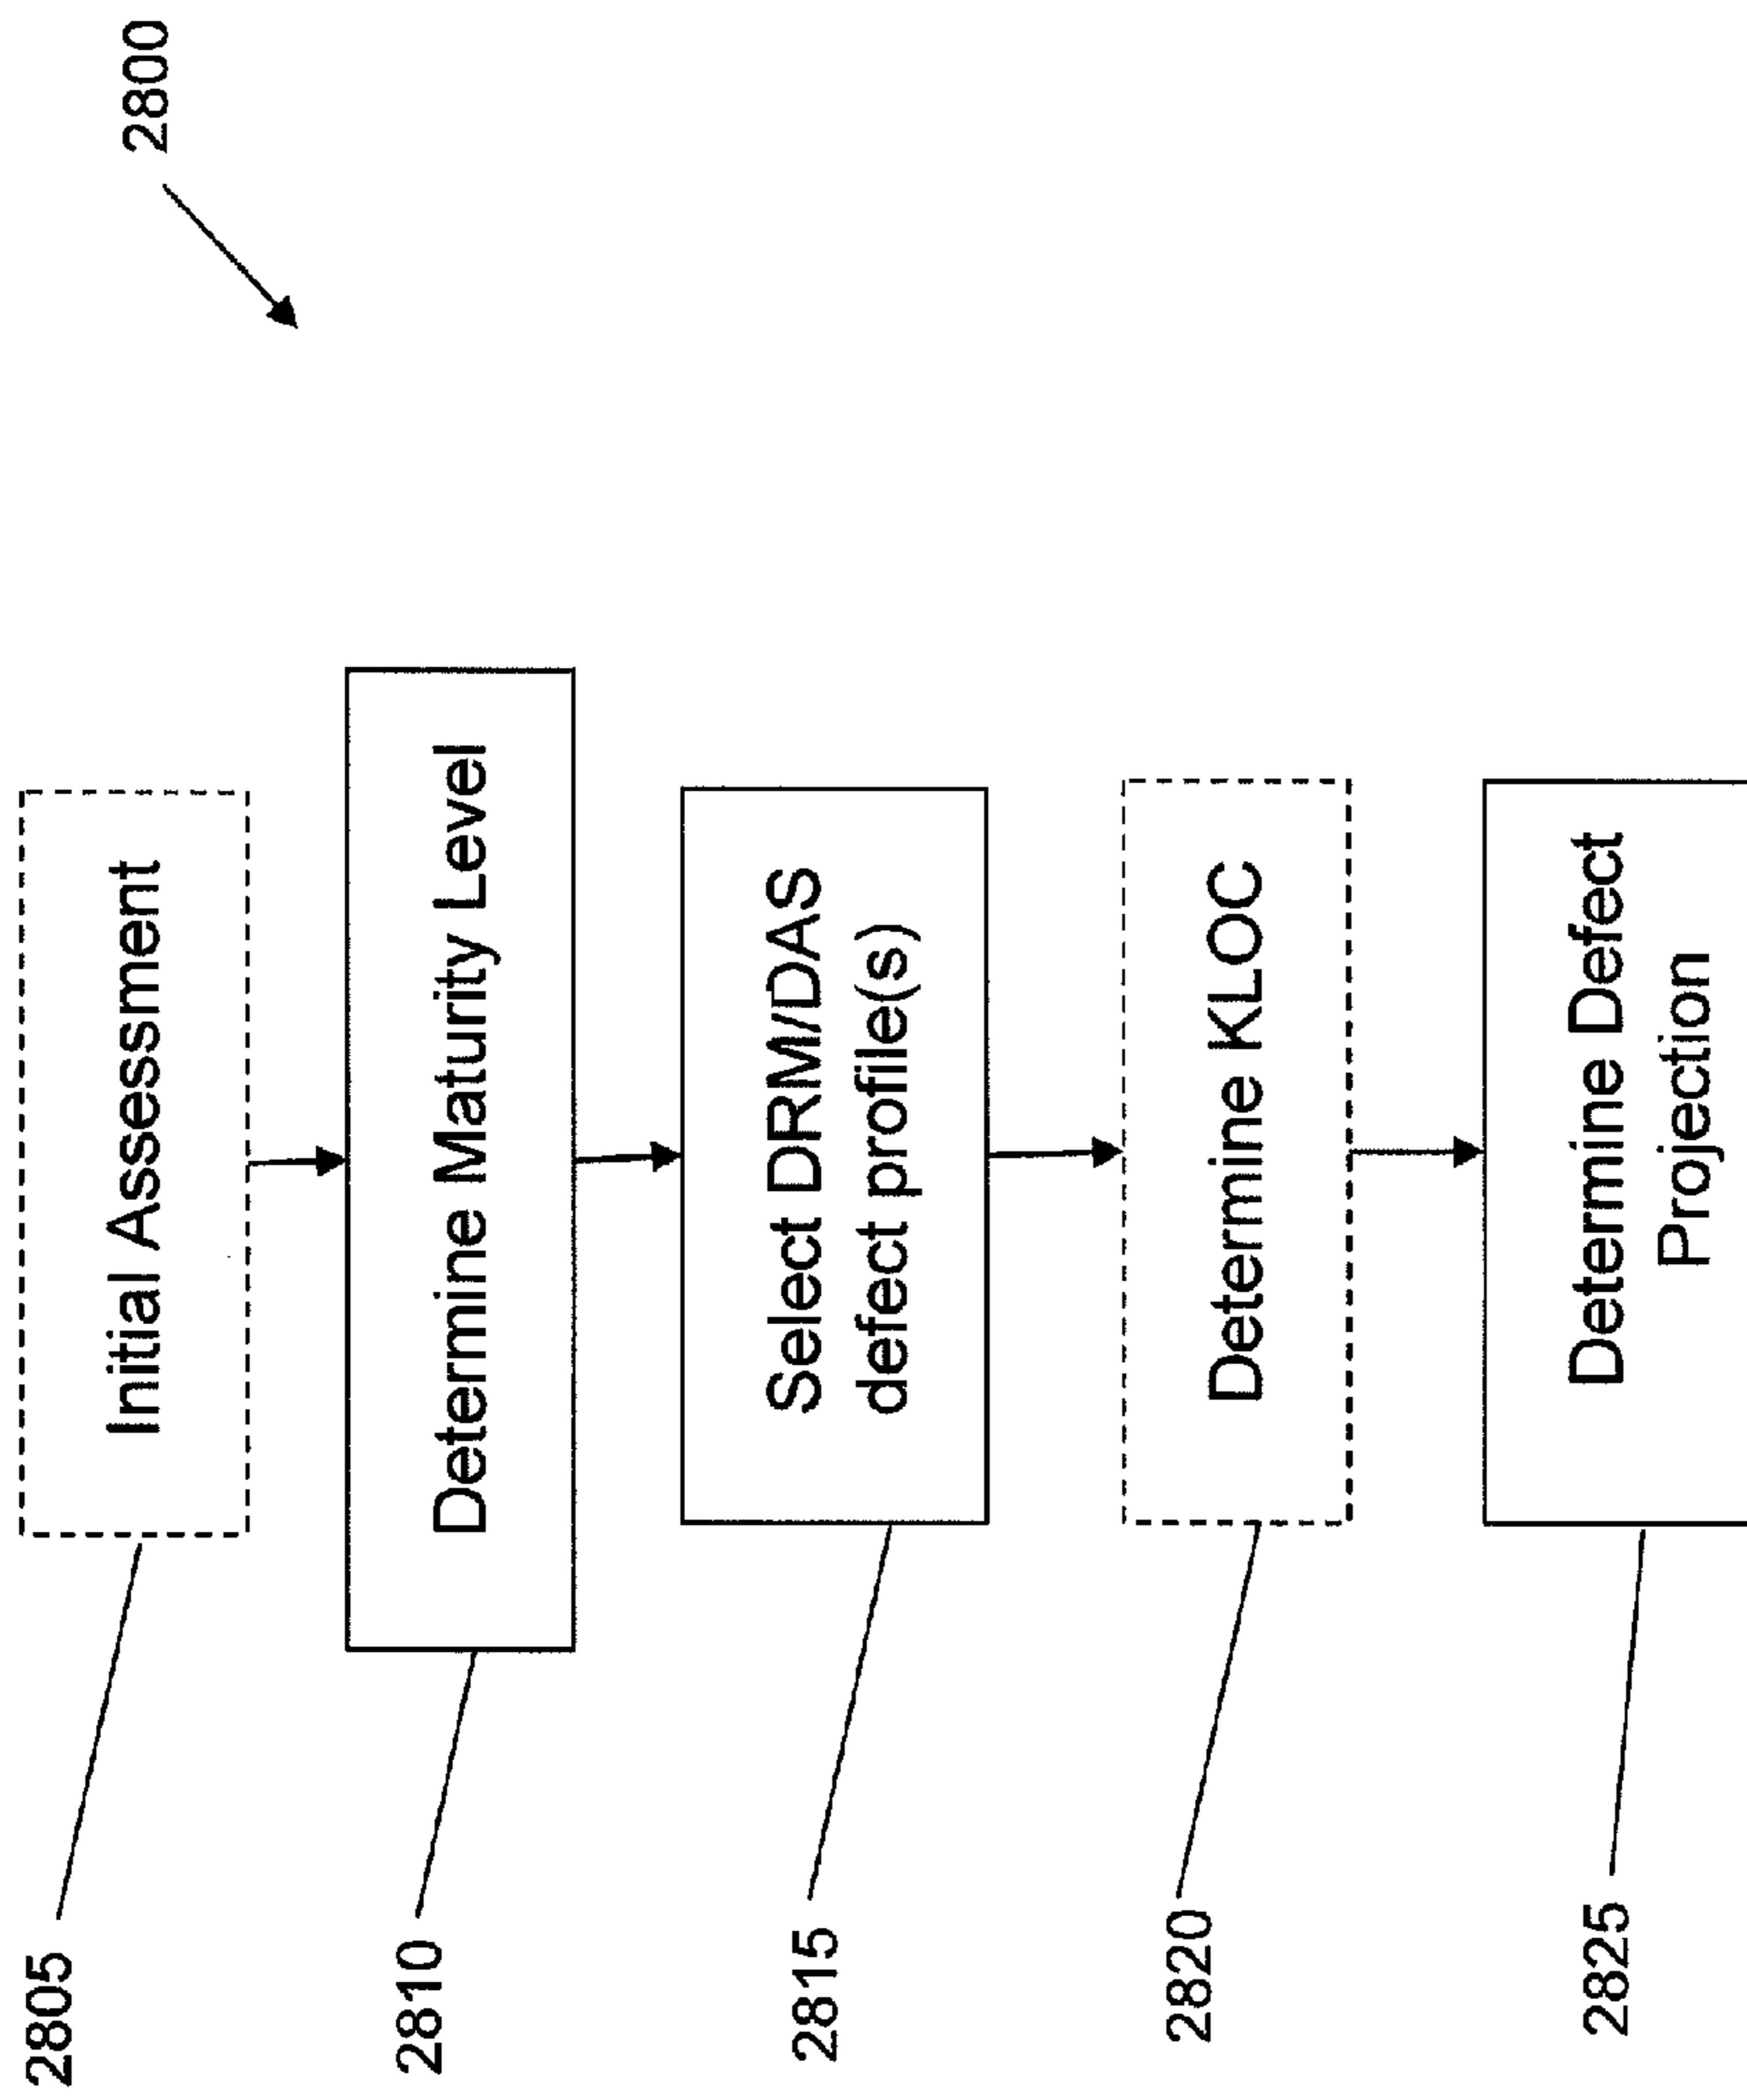 2800
2805
Initial Assessment
2810
Determine Maturity Level
2815
Select DRM/DAS
defect profile(s)
2820
Determine KLOC
2825
Determine Defect
Projection